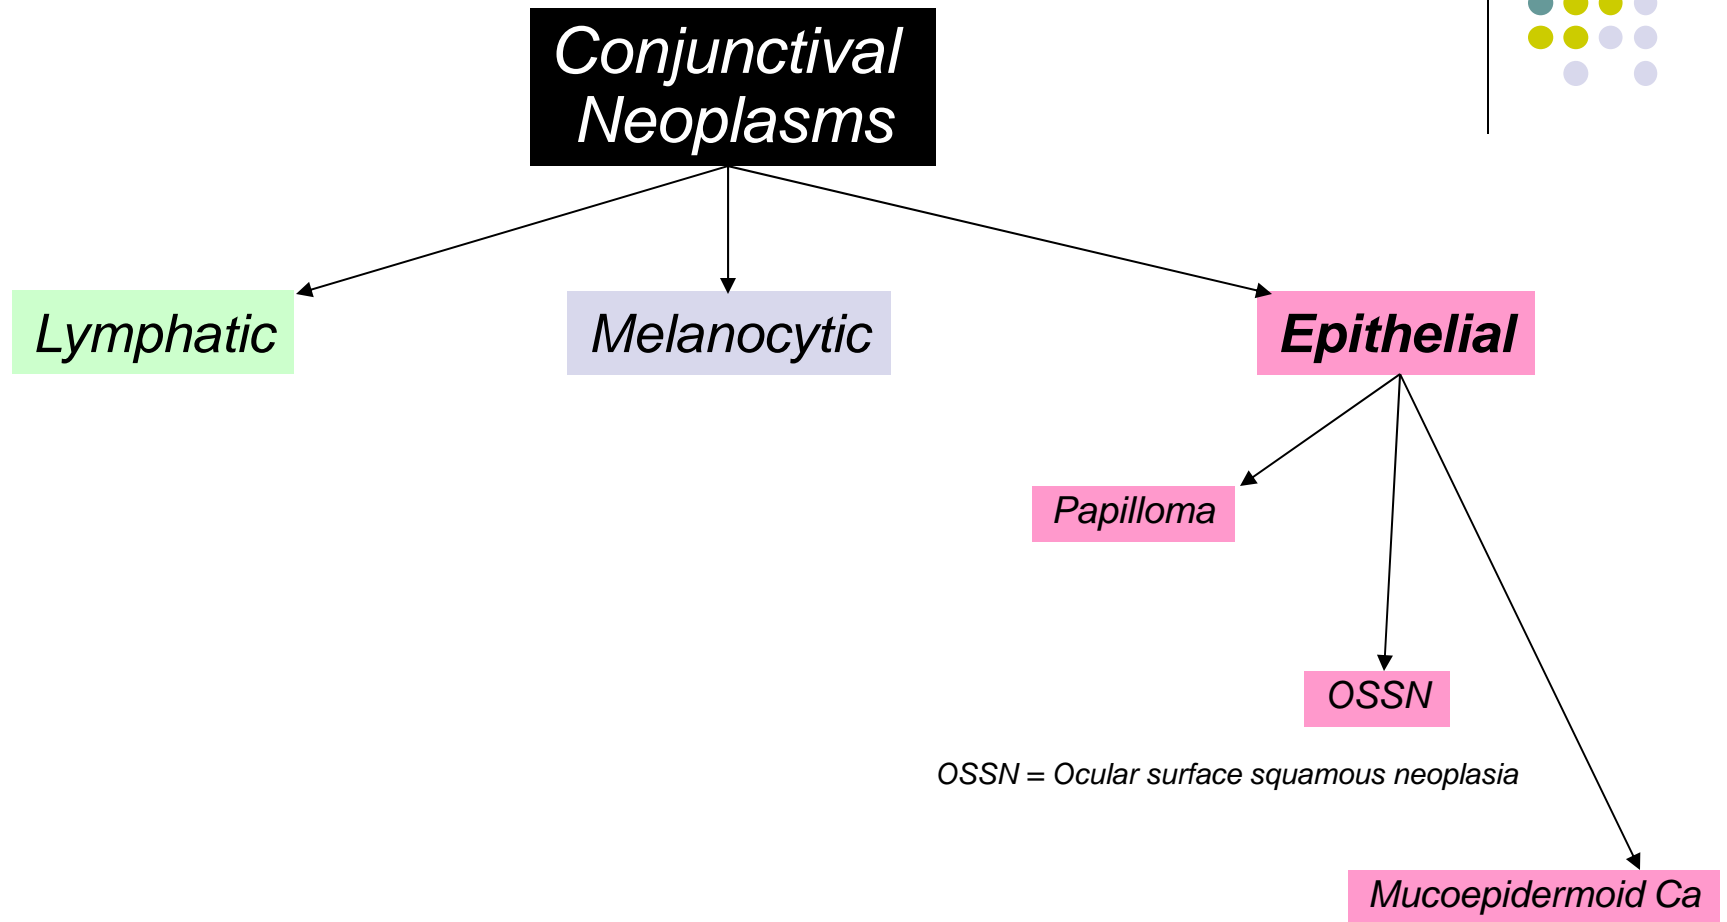 Conjunctival
Neoplasms
Lymphatic
Melanocytic
Epithelial
Papilloma
OSSN
OSSN = Ocular surface squamous neoplasia
Mucoepidermoid Ca